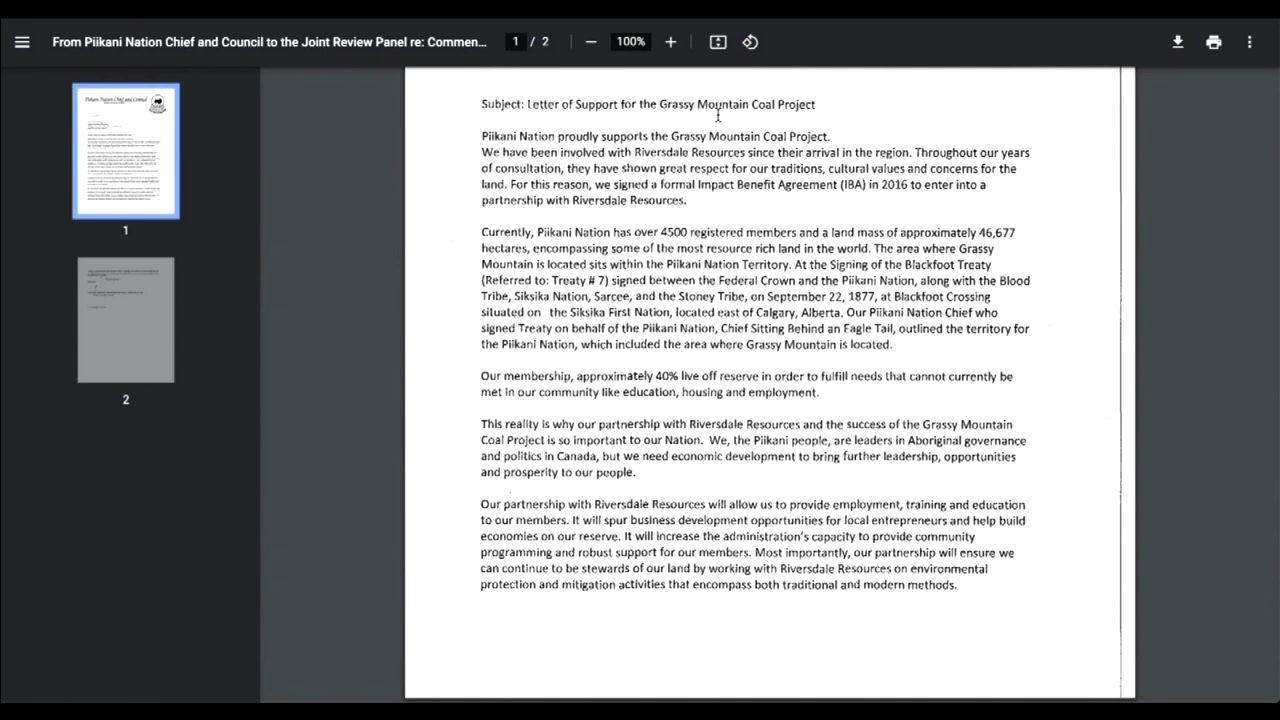 From Piikani Nation Chief and Council to the Joint Review Panel re: Commen...
1 / 2
100%
Piikani Nation Chief and Council
1
2
Subject: Letter of Support for the Grassy Mountain Coal Project
Piikani Nation proudly supports the Grassy Mountain Coal Project.
We have been involved with Riversdale Resources since their arrival in the region. Throughout our years
of consultation, they have shown great respect for our traditions, cultural values and concerns for the
land. For this reason, we signed a formal Impact Benefit Agreement (IBA) in 2016 to enter into a
partnership with Riversdale Resources.
Currently, Piikani Nation has over 4500 registered members and a land mass of approximately 46,677
hectares, encompassing some of the most resource rich land in the world. The area where Grassy
Mountain is located sits within the Piikani Nation Territory. At the Signing of the Blackfoot Treaty
(Referred to: Treaty # 7) signed between the Federal Crown and the Piikani Nation, along with the Blood
Tribe, Siksika Nation, Sarcee, and the Stoney Tribe, on September 22, 1877, at Blackfoot Crossing
situated on the Siksika First Nation, located east of Calgary, Alberta. Our Piikani Nation Chief who
signed Treaty on behalf of the Piikani Nation, Chief Sitting Behind an Eagle Tail, outlined the territory for
the Piikani Nation, which included the area where Grassy Mountain is located.
Our membership, approximately 40% live off reserve in order to fulfill needs that cannot currently be
met in our community like education, housing and employment.
This reality is why our partnership with Riversdale Resources and the success of the Grassy Mountain
Coal Project is so important to our Nation. We, the Piikani people, are leaders in Aboriginal governance
and politics in Canada, but we need economic development to bring further leadership, opportunities
and prosperity to our people.
Our partnership with Riversdale Resources will allow us to provide employment, training and education
to our members. It will spur business development opportunities for local entrepreneurs and help build
economies on our reserve. It will increase the administration's capacity to provide community
programming and robust support for our members. Most importantly, our partnership will ensure we
can continue to be stewards of our land by working with Riversdale Resources on environmental
protection and mitigation activities that encompass both traditional and modern methods.